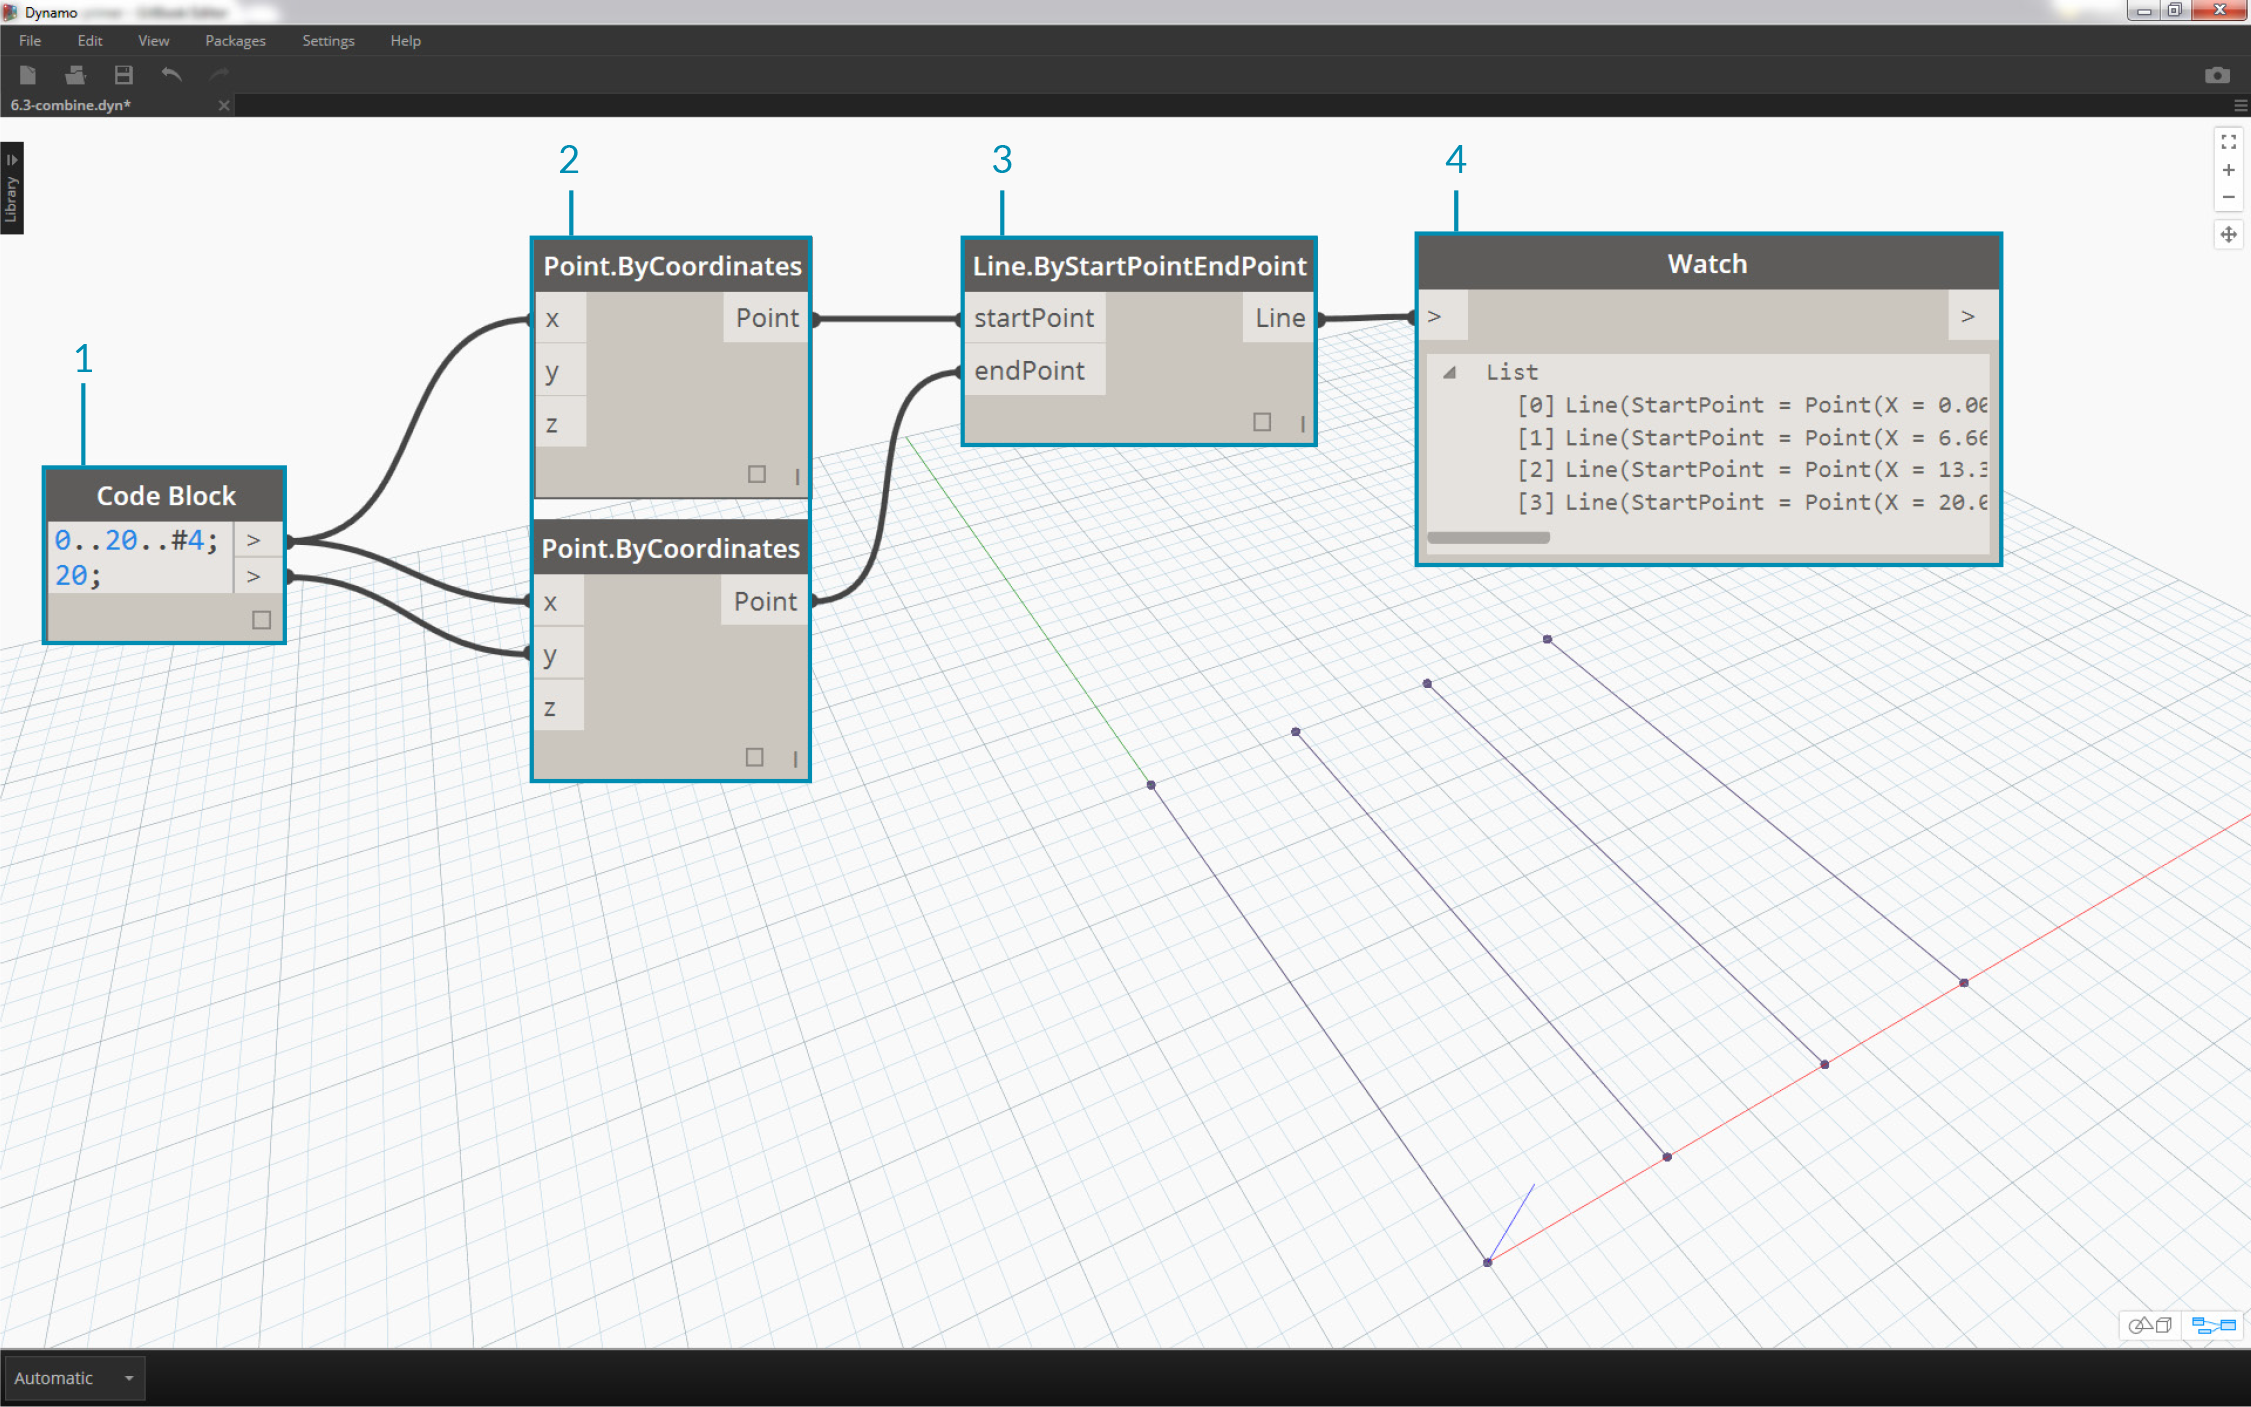 Dynamo
File Edit View Packages Settings Help
6.3-combine.dyn*
Library
1
2
3
4
Code Block
0..20..#4; >
20; >
Point.ByCoordinates
x Point
y
z
Point.ByCoordinates
x Point
y
z
Line.ByStartPointEndPoint
startPoint Line
endPoint
Watch
> >
List
[0] Line(StartPoint = Point(X = 0.00
[1] Line(StartPoint = Point(X = 6.66
[2] Line(StartPoint = Point(X = 13.3
[3] Line(StartPoint = Point(X = 20.0
Automatic